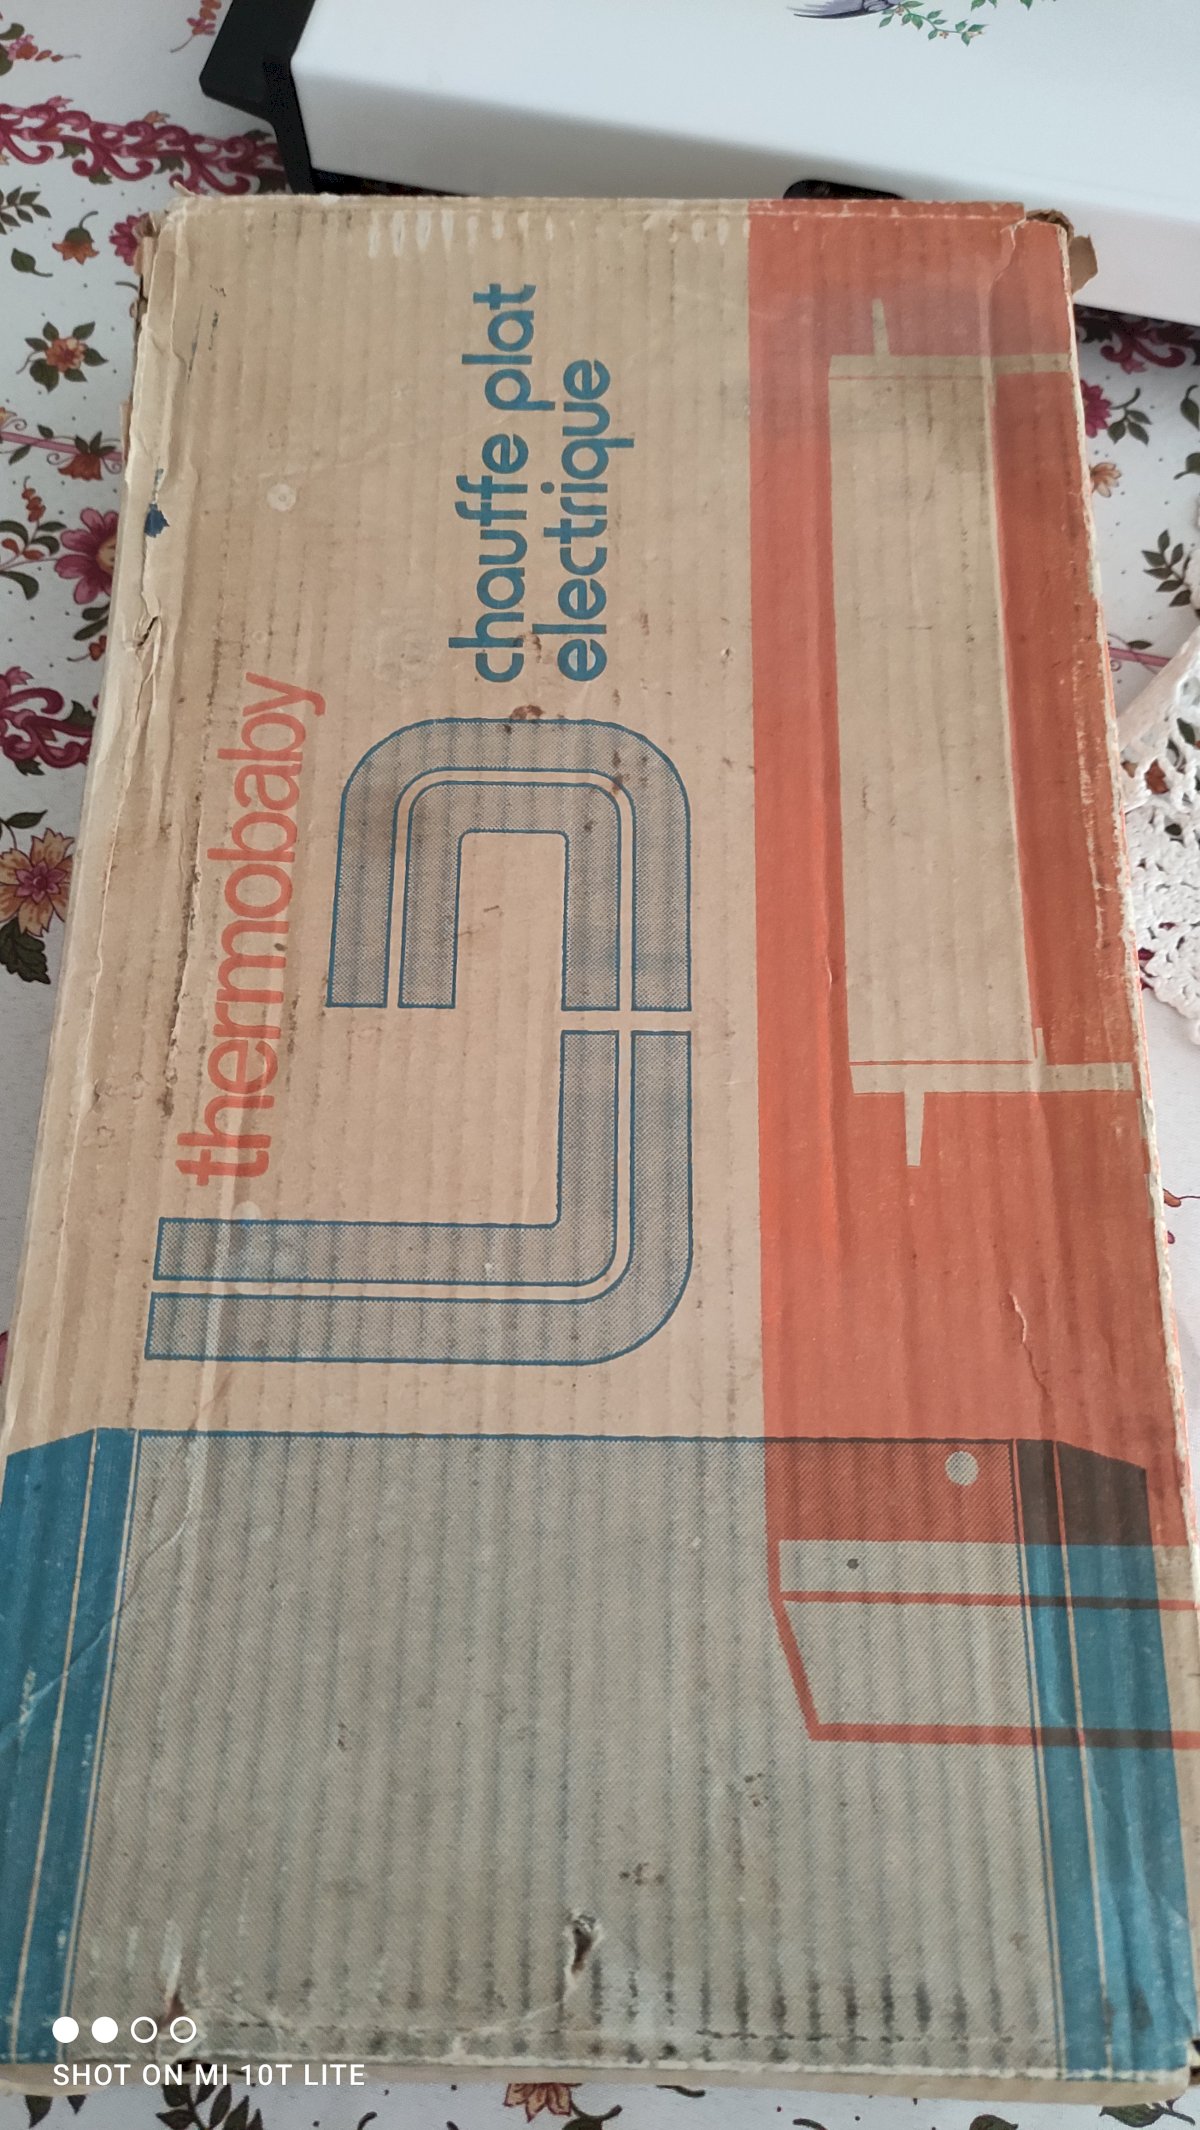 thermobaby
chauffe plat
electrique
SHOT ON MI 10T LITE